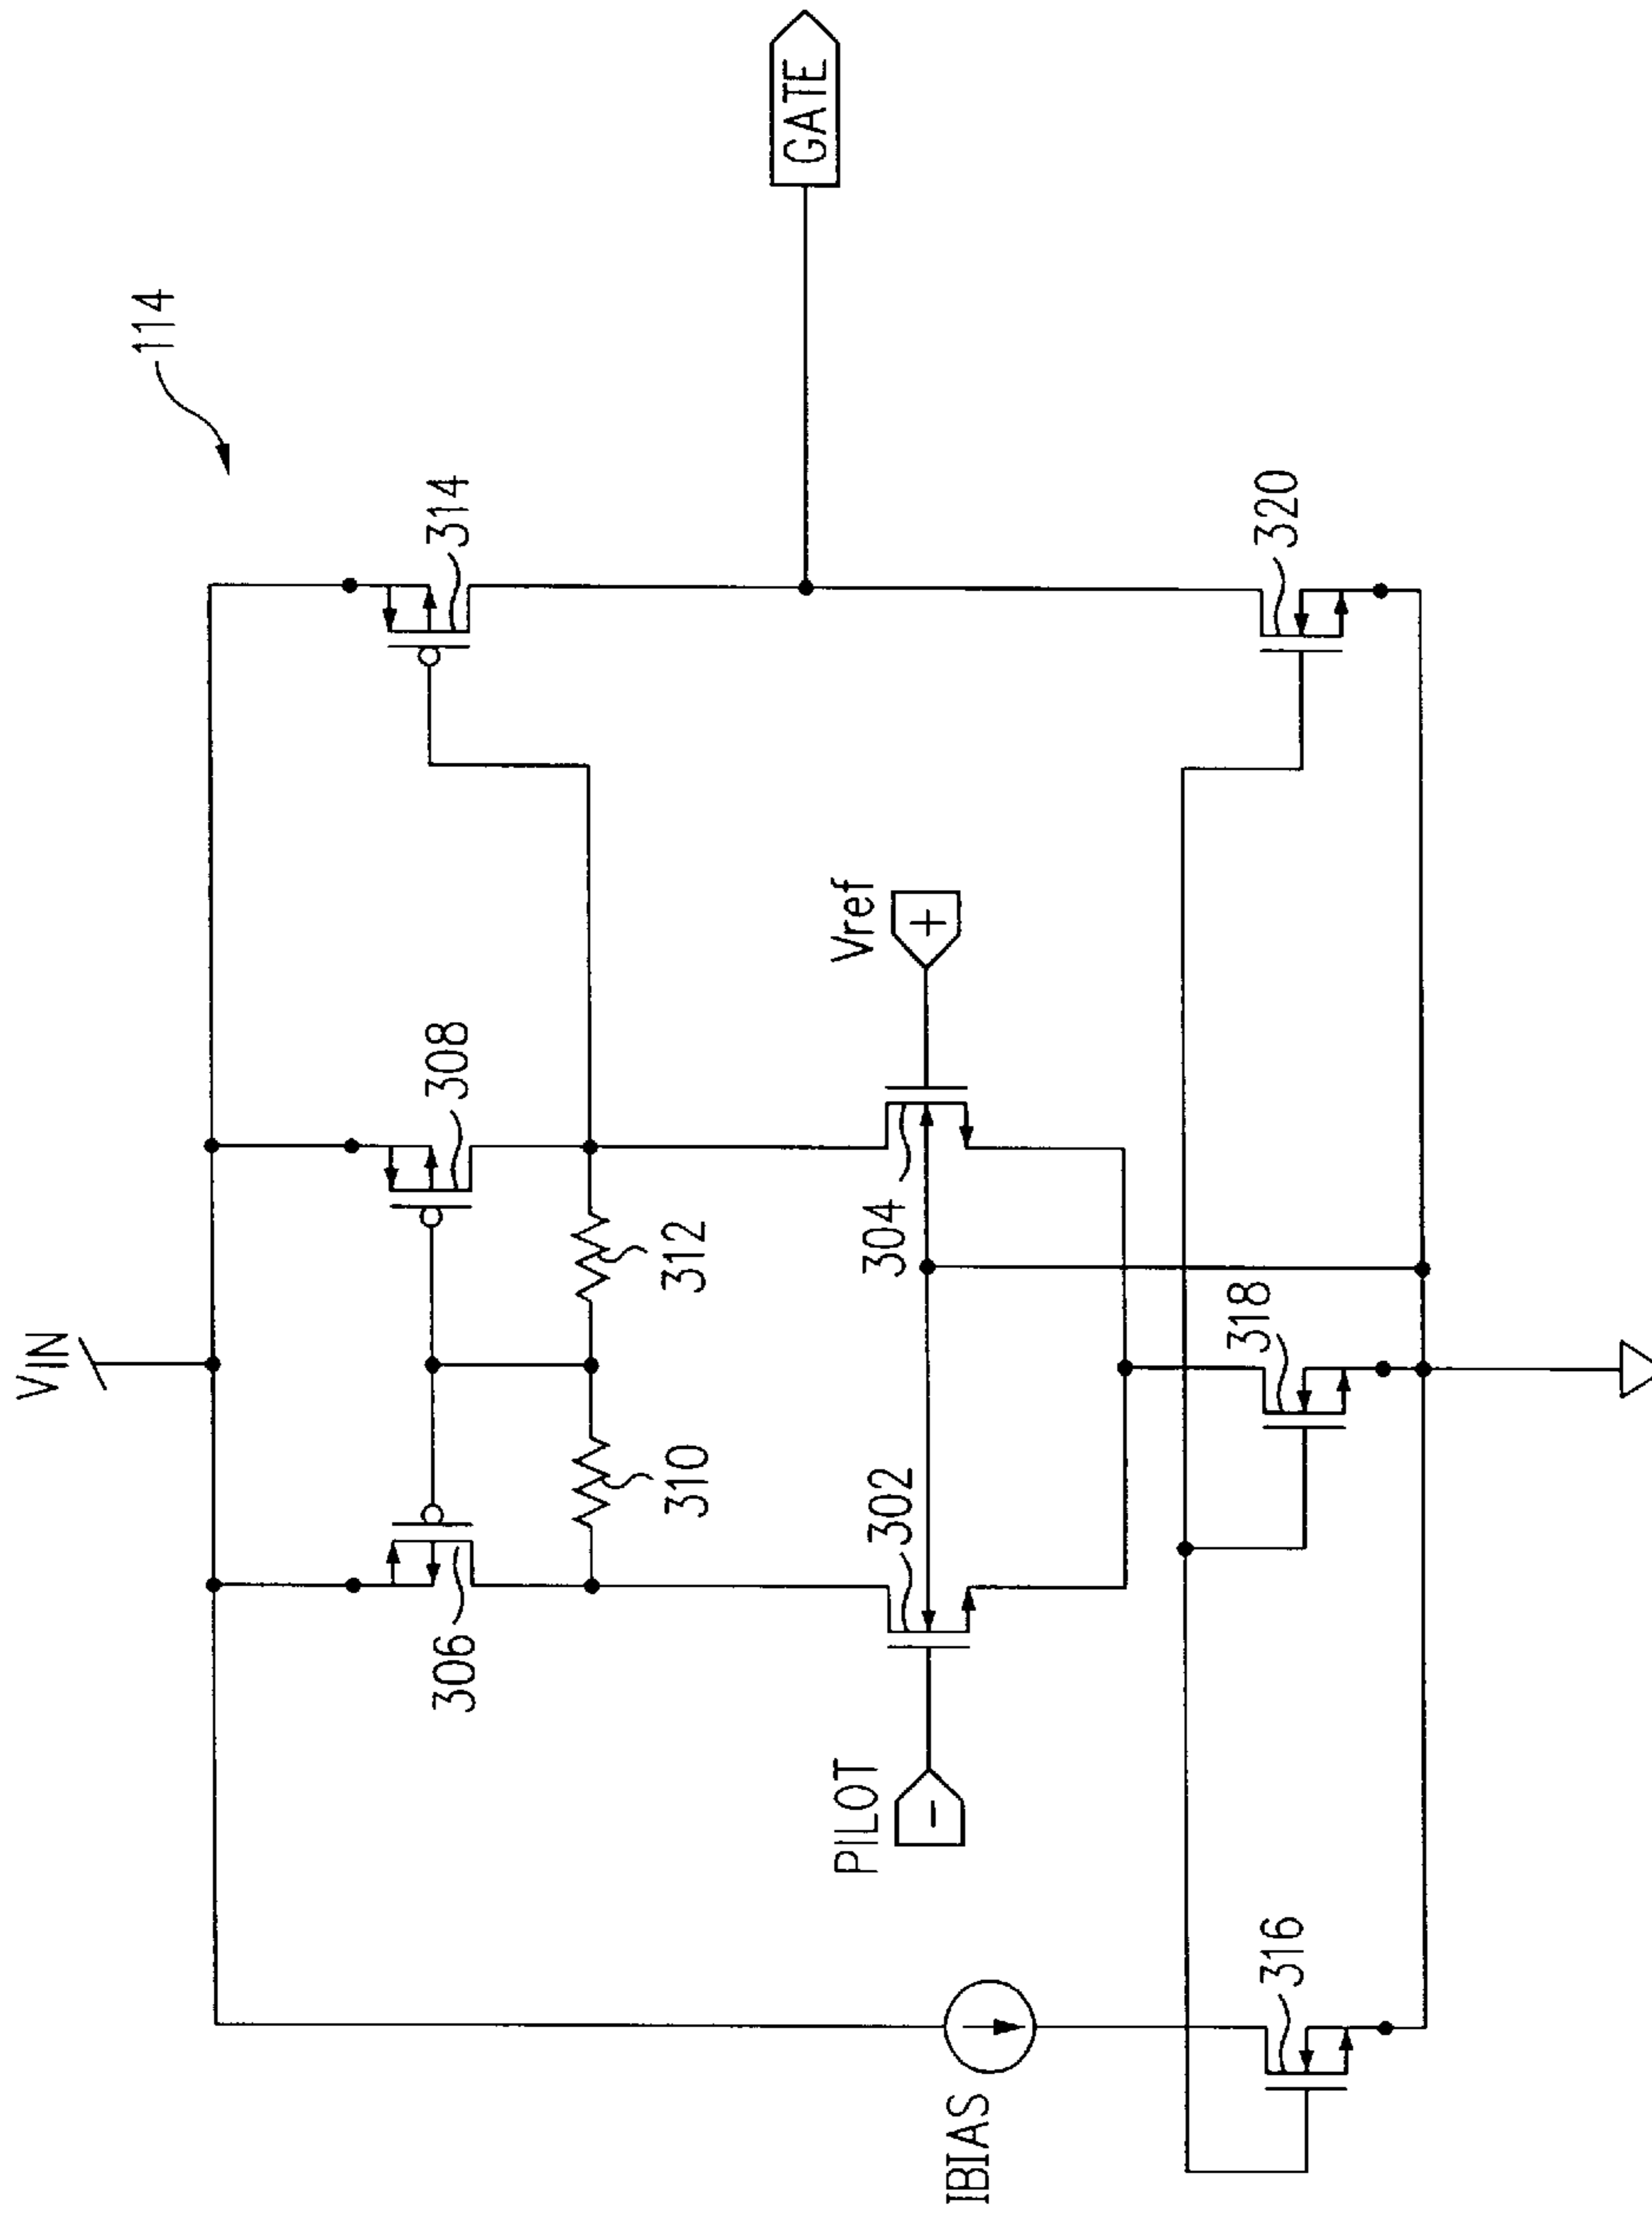 114
VIN
306
308
314
GATE
310
312
PILOT
-
302
304
Vref
+
IBIAS
316
318
320